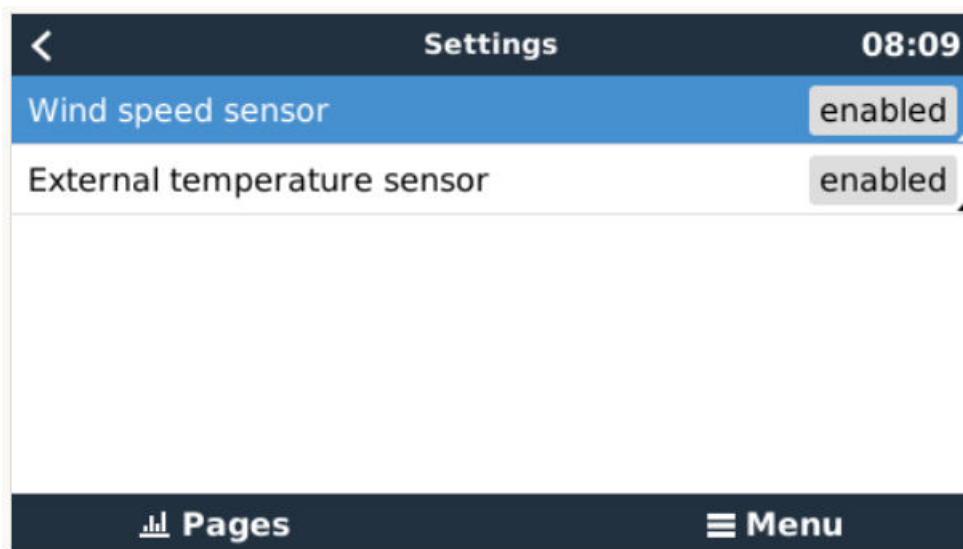 Settings 08:09
Wind speed sensor enabled
External temperature sensor enabled
Pages Menu